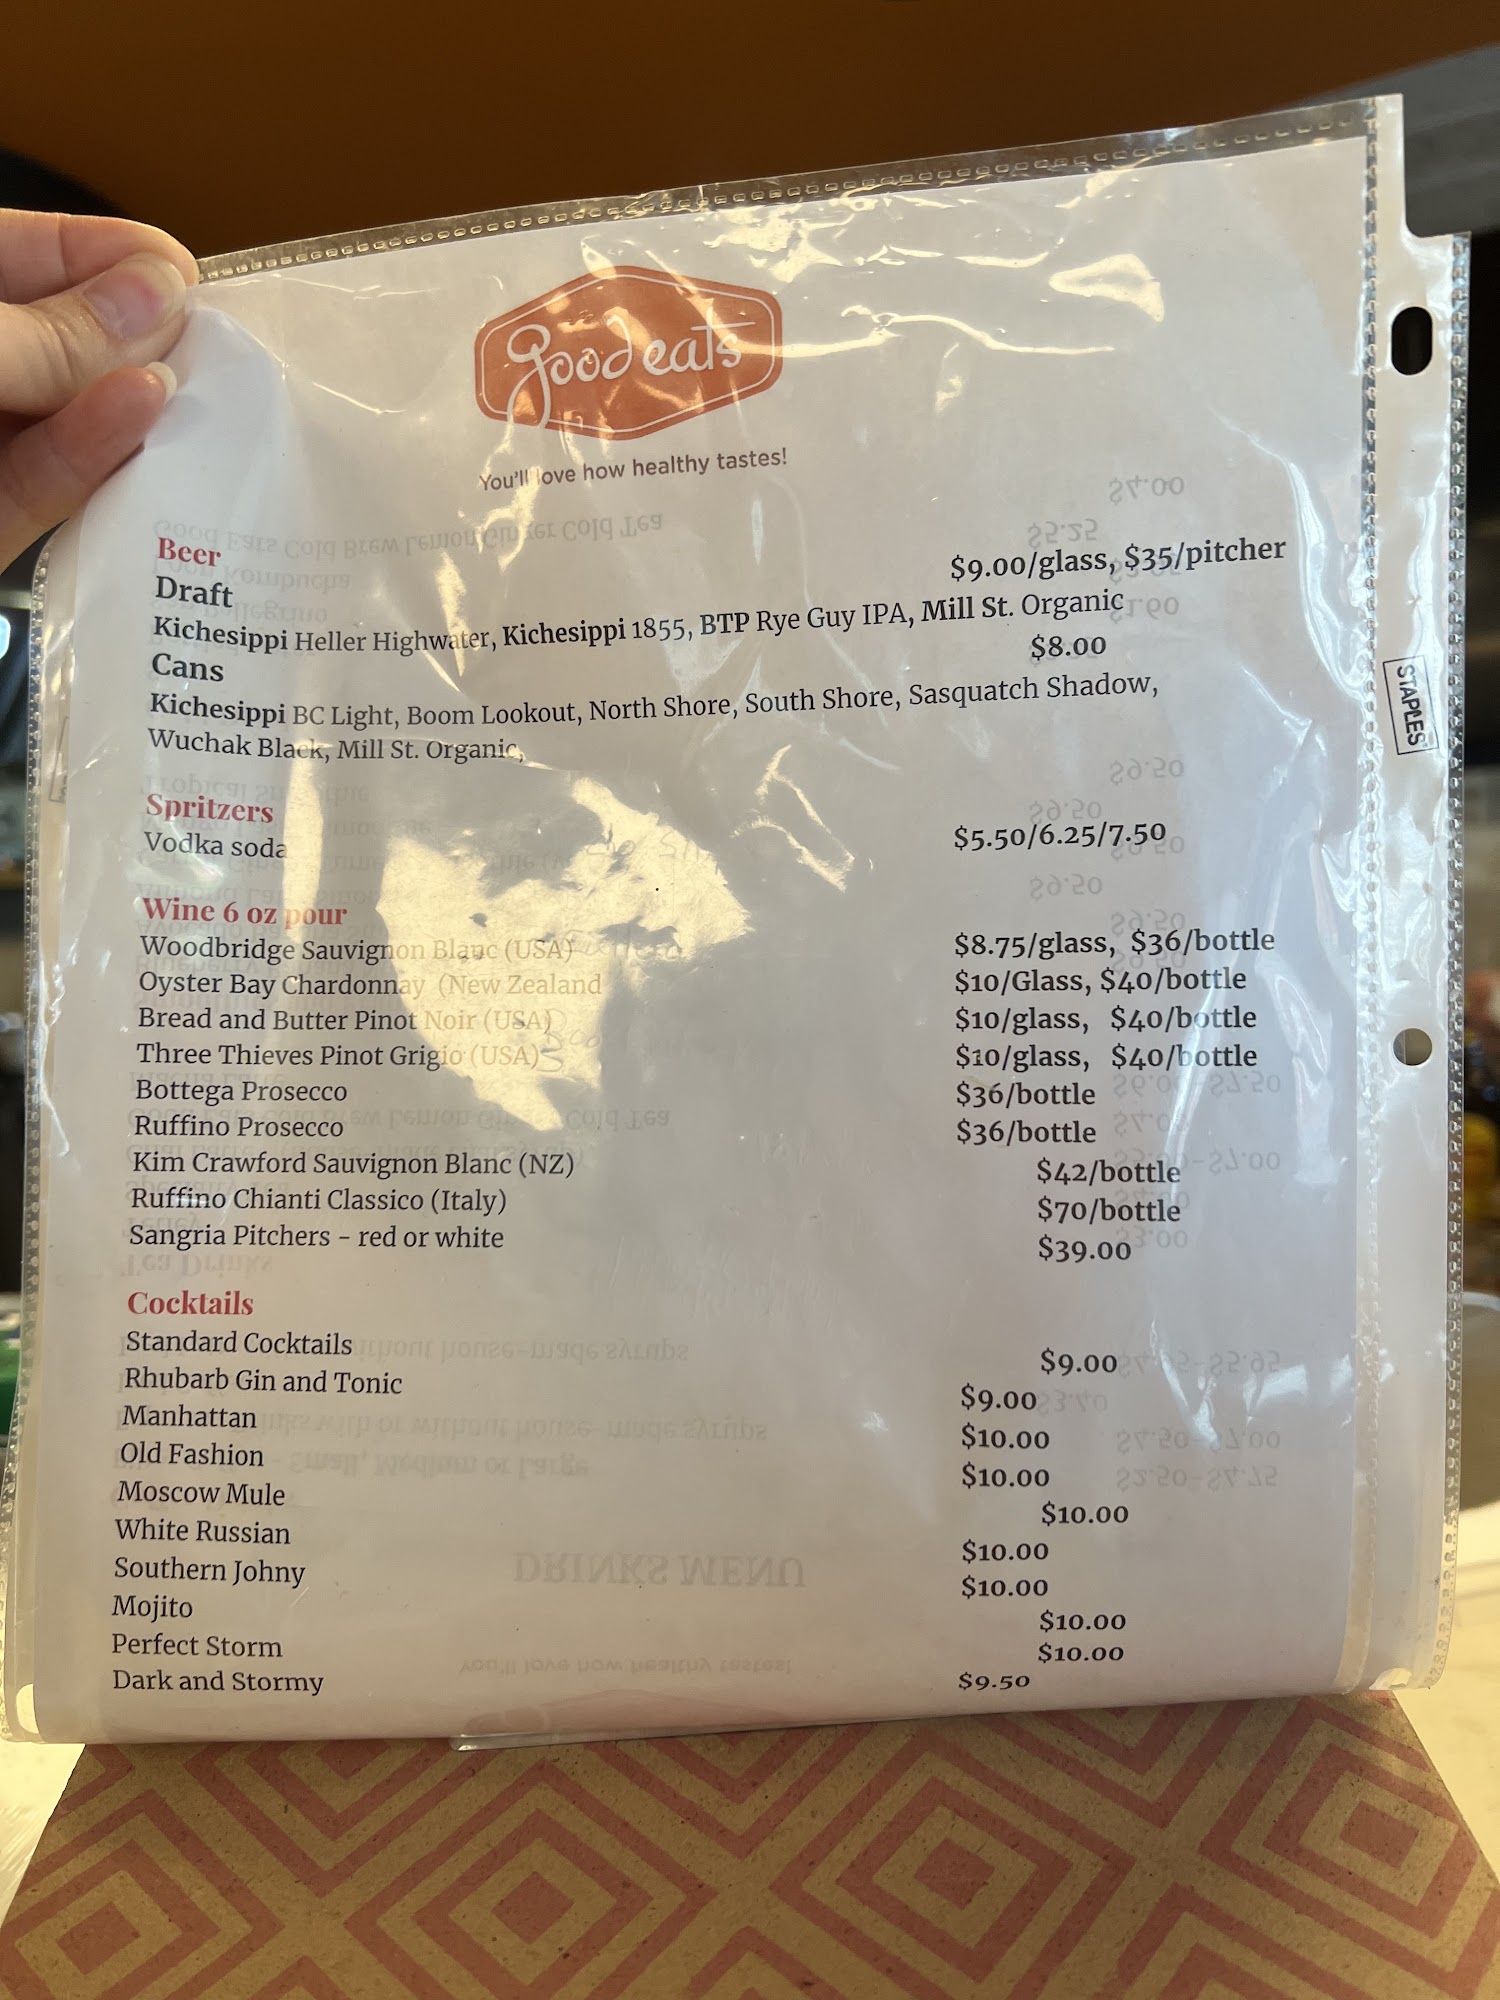 good eats
You'll love how healthy tastes!
Beer
Draft $9.00/glass, $35/pitcher
Kichesippi Heller Highwater, Kichesippi 1855, BTP Rye Guy IPA, Mill St. Organic
Cans $8.00
Kichesippi BC Light, Boom Lookout, North Shore, South Shore, Sasquatch Shadow,
Wuchak Black, Mill St. Organic,
Spritzers
Vodka soda $5.50/6.25/7.50
Wine 6 oz pour
Woodbridge Sauvignon Blanc (USA) $8.75/glass, $36/bottle
Oyster Bay Chardonnay (New Zealand $10/Glass, $40/bottle
Bread and Butter Pinot Noir (USA) $10/glass, $40/bottle
Three Thieves Pinot Grigio (USA) $10/glass, $40/bottle
Bottega Prosecco $36/bottle
Ruffino Prosecco $36/bottle
Kim Crawford Sauvignon Blanc (NZ) $42/bottle
Ruffino Chianti Classico (Italy) $70/bottle
Sangria Pitchers - red or white $39.00
Cocktails
Standard Cocktails $9.00
Rhubarb Gin and Tonic $9.00
Manhattan $10.00
Old Fashion $10.00
Moscow Mule $10.00
White Russian $10.00
Southern Johny $10.00
Mojito $10.00
Perfect Storm $10.00
Dark and Stormy $9.50
STAPLES